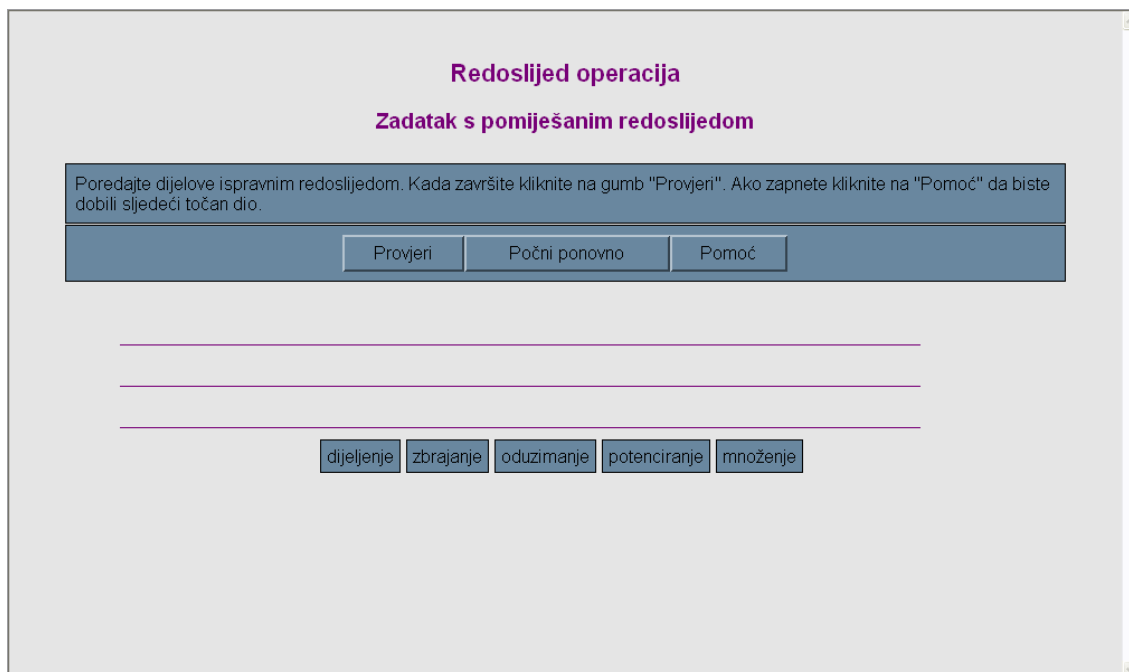 Redoslijed operacija
Zadatak s pomiješanim redoslijedom
Poredajte dijelove ispravnim redoslijedom. Kada završite kliknite na gumb "Provjeri". Ako zapnete kliknite na "Pomoć" da biste
dobili sljedeći točan dio.
Provjeri Počni ponovno Pomoć
dijeljenje zbrajanje oduzimanje potenciranje množenje